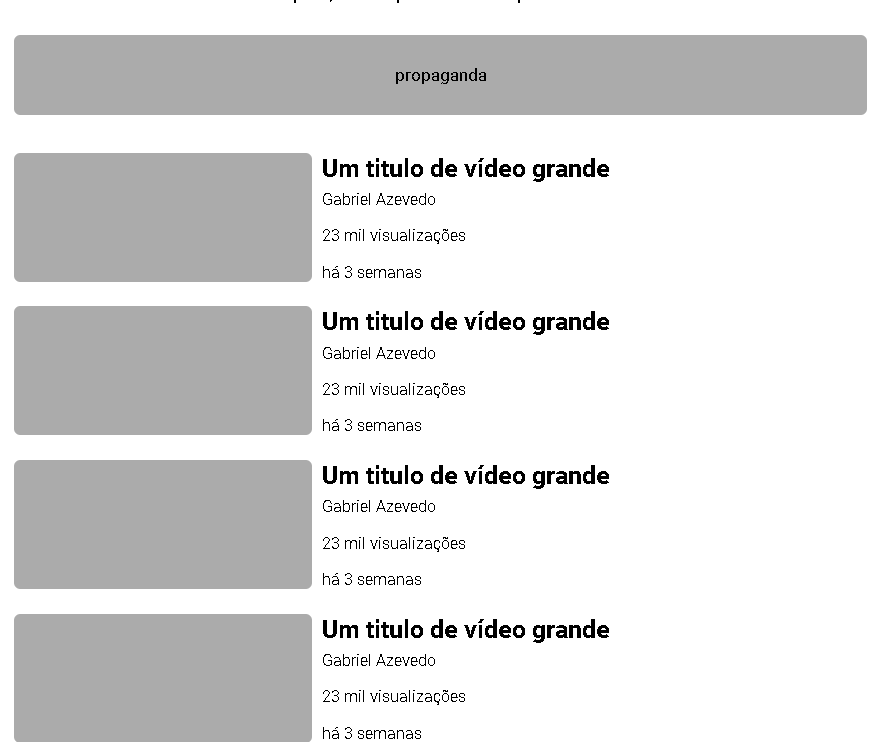 propaganda
Um titulo de vídeo grande
Gabriel Azevedo
23 mil visualizações
há 3 semanas
Um titulo de vídeo grande
Gabriel Azevedo
23 mil visualizações
há 3 semanas
Um titulo de vídeo grande
Gabriel Azevedo
23 mil visualizações
há 3 semanas
Um titulo de vídeo grande
Gabriel Azevedo
23 mil visualizações
há 3 semanas